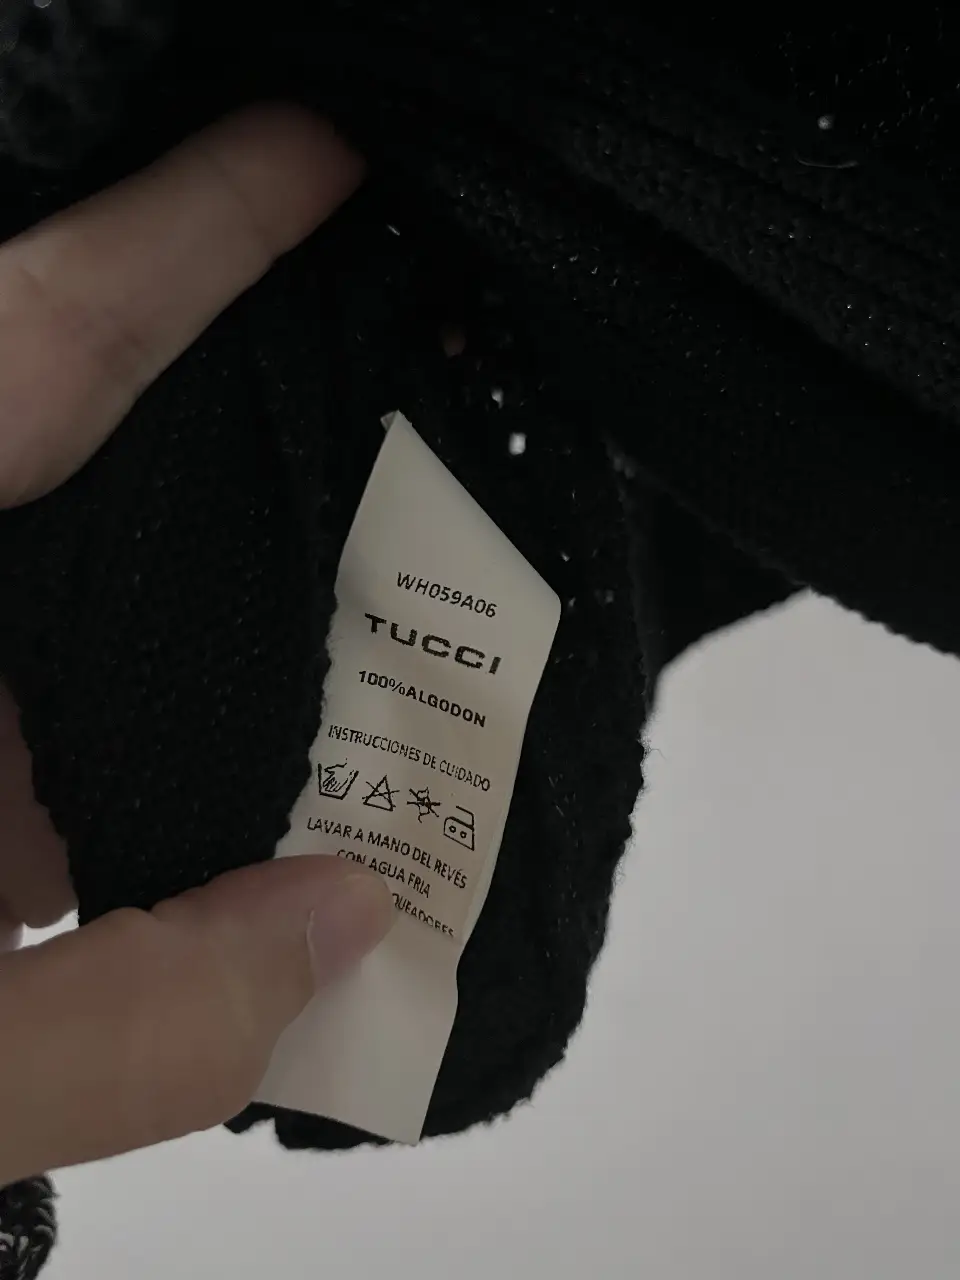 WH059A06
TUCCI
100%ALGODON
INSTRUCCIONES DE CUIDADO
LAVAR A MANO DEL REVÉS
CON AGUA FRIA